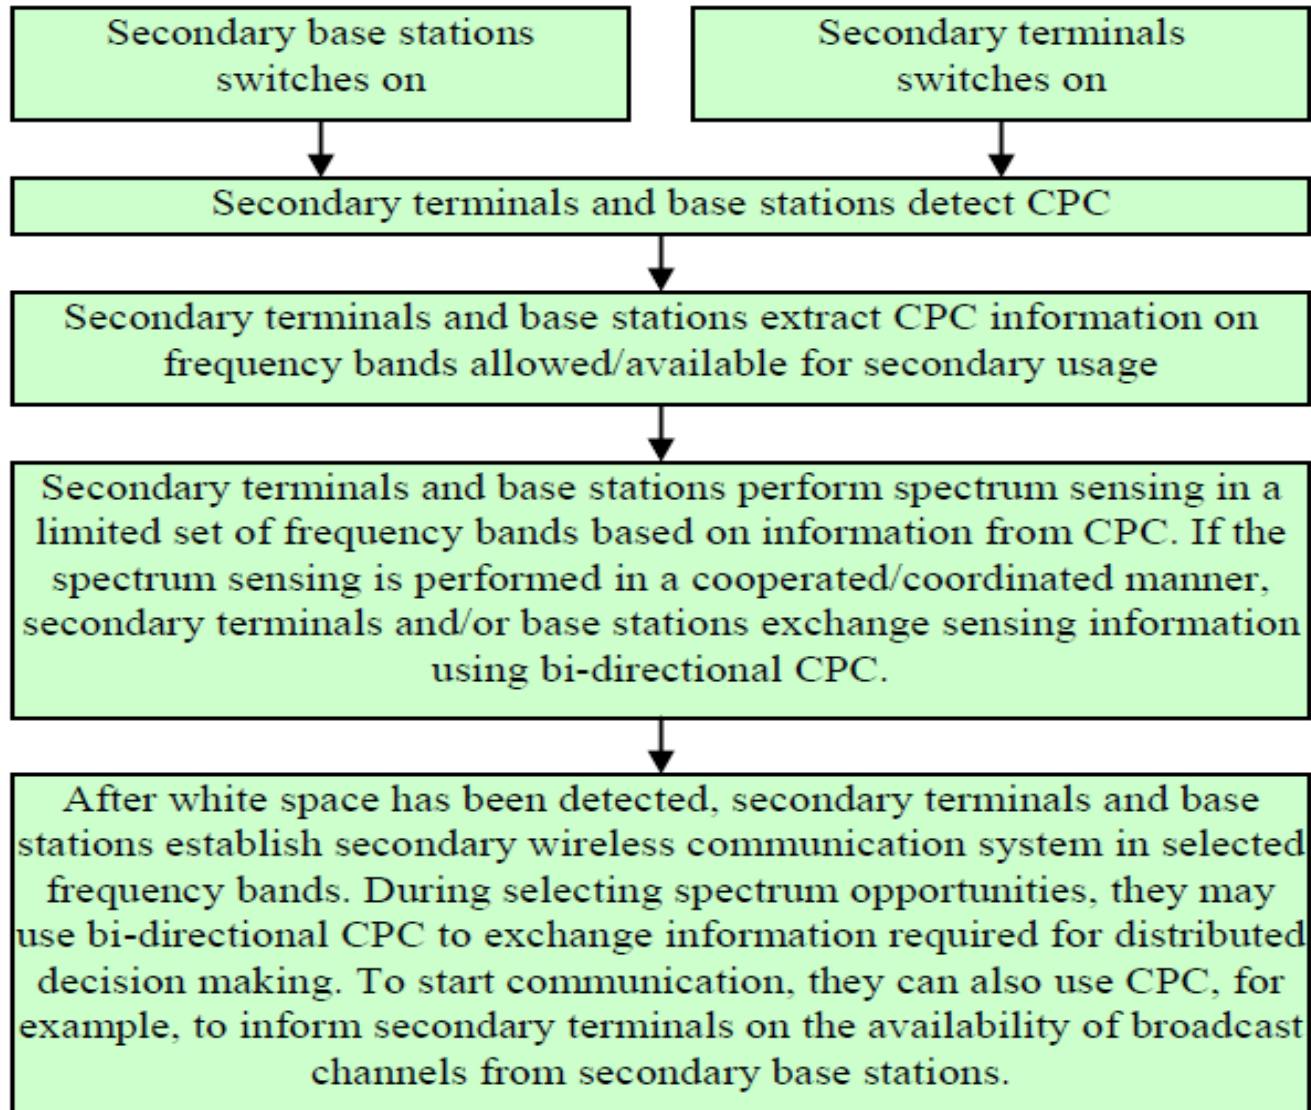 Secondary base stations
switches on
Secondary terminals
switches on
Secondary terminals and base stations detect CPC
Secondary terminals and base stations extract CPC information on
frequency bands allowed/available for secondary usage
Secondary terminals and base stations perform spectrum sensing in a
limited set of frequency bands based on information from CPC. If the
spectrum sensing is performed in a cooperated/coordinated manner,
secondary terminals and/or base stations exchange sensing information
using bi-directional CPC.
After white space has been detected, secondary terminals and base
stations establish secondary wireless communication system in selected
frequency bands. During selecting spectrum opportunities, they may
use bi-directional CPC to exchange information required for distributed
decision making. To start communication, they can also use CPC, for
example, to inform secondary terminals on the availability of broadcast
channels from secondary base stations.